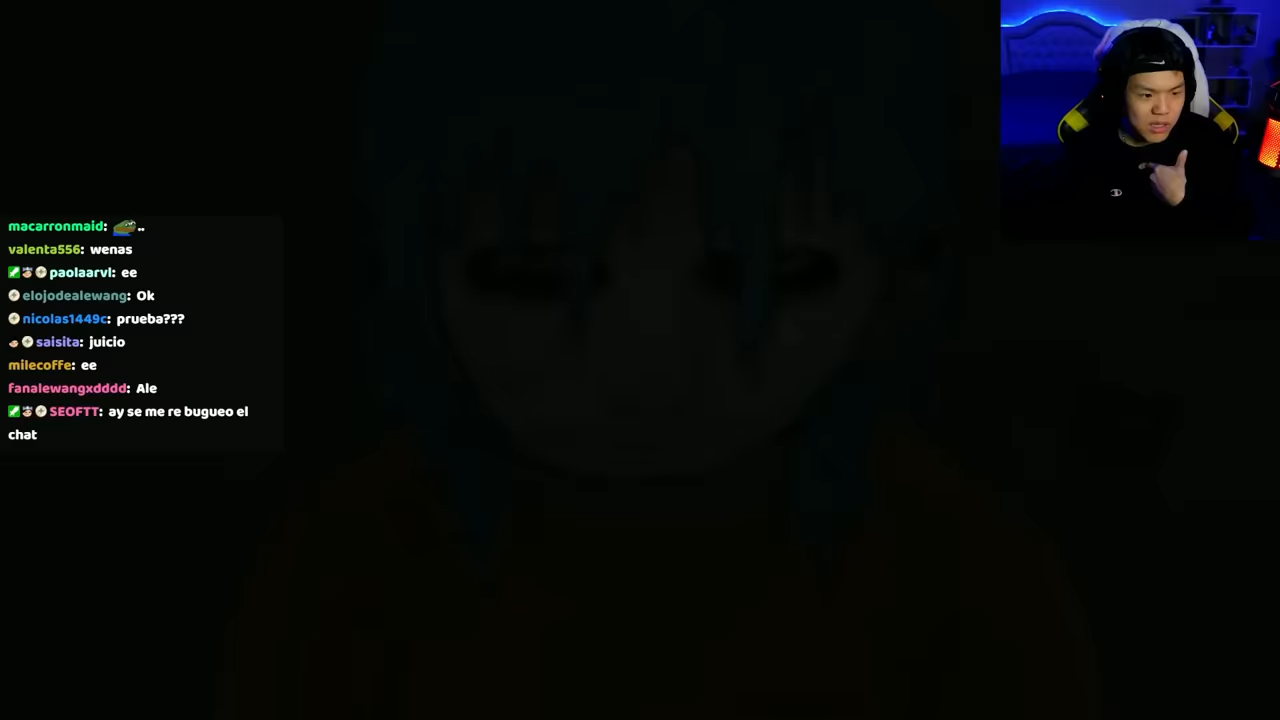 macarronmaid: ..
valenta556: wenas
paolaarvl: ee
elojodealewang: Ok
nicolas1449c: prueba???
saisita: juicio
milecoffe: ee
fanalewangxdddd: Ale
SEOFTT: ay se me re bugueo el
chat